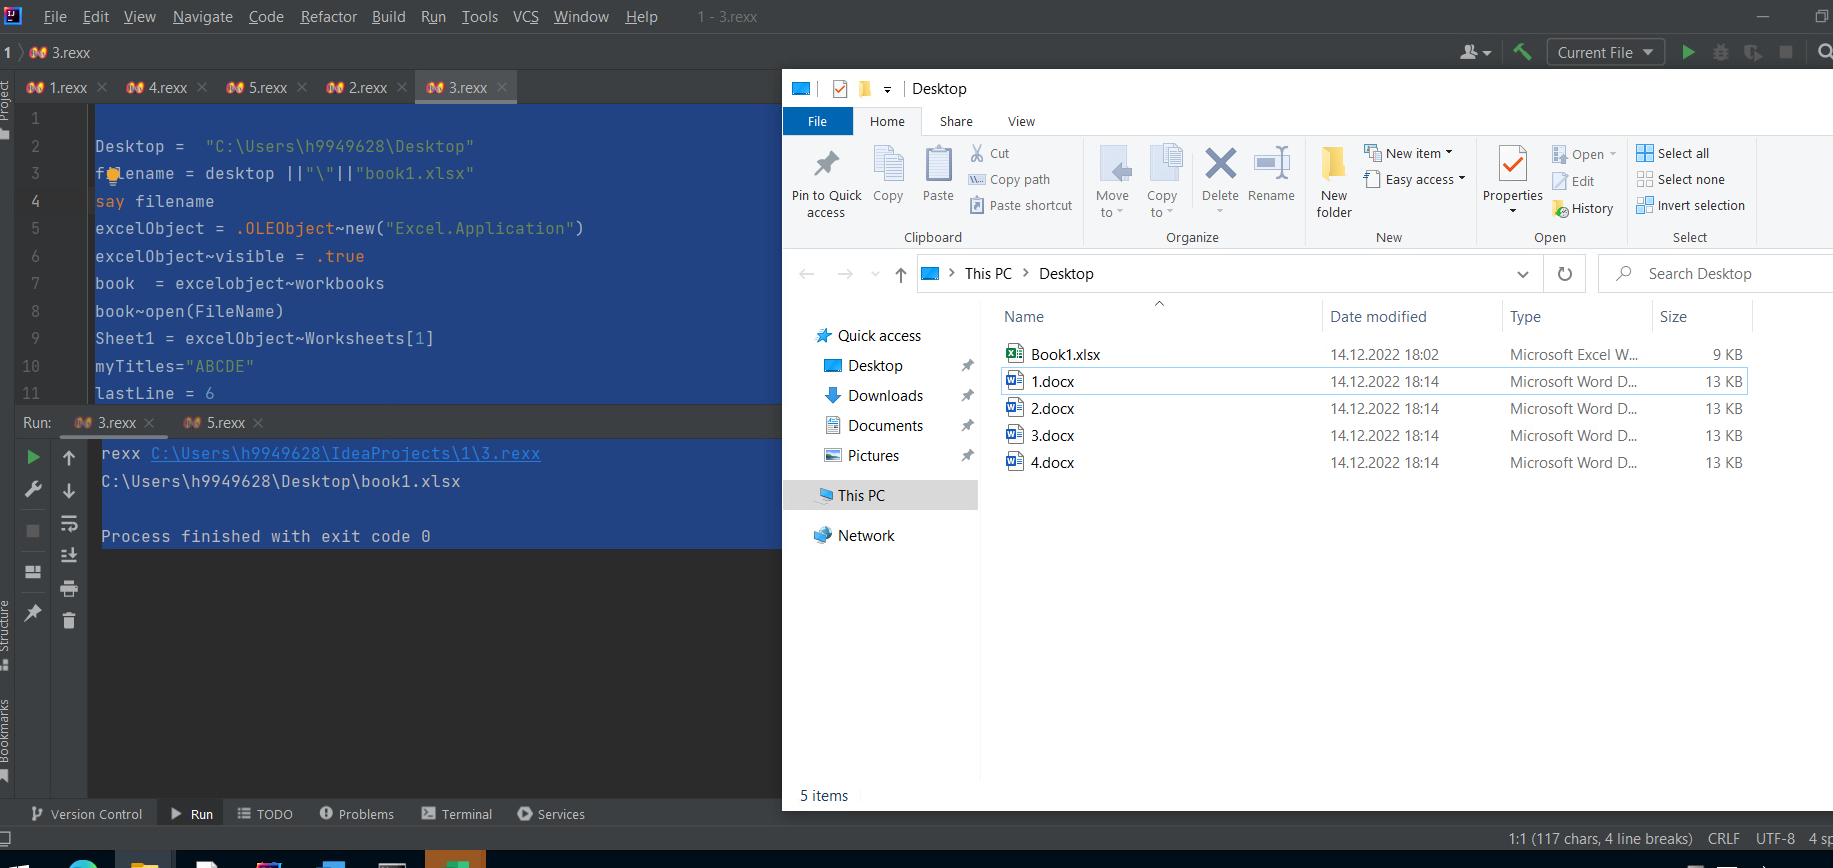 File Edit View Navigate Code Refactor Build Run Tools VCS Window Help 1 - 3.rexx
1 3.rexx
Current File
1.rexx 4.rexx 5.rexx 2.rexx 3.rexx
Project
1
2 Desktop =  "C:\Users\h9949628\Desktop"
3 filename = desktop ||"\"||"book1.xlsx"
4 say filename
5 excelObject = .OLEObject~new("Excel.Application")
6 excelObject~visible = .true
7 book  = excelobject~workbooks
8 book~open(FileName)
9 Sheet1 = excelObject~Worksheets[1]
10 myTitles="ABCDE"
11 lastLine = 6
Run: 3.rexx 5.rexx
rexx C:\Users\h9949628\IdeaProjects\1\3.rexx
C:\Users\h9949628\Desktop\book1.xlsx
Process finished with exit code 0
Structure
Bookmarks
Desktop
File Home Share View
Pin to Quick access
Copy
Paste
Cut
Copy path
Paste shortcut
Clipboard
Move to
Copy to
Delete
Rename
Organize
New folder
New item
Easy access
New
Properties
Open
Edit
History
Open
Select all
Select none
Invert selection
Select
This PC Desktop
Search Desktop
Quick access
Desktop
Downloads
Documents
Pictures
This PC
Network
Name Date modified Type Size
Book1.xlsx 14.12.2022 18:02 Microsoft Excel W... 9 KB
1.docx 14.12.2022 18:14 Microsoft Word D... 13 KB
2.docx 14.12.2022 18:14 Microsoft Word D... 13 KB
3.docx 14.12.2022 18:14 Microsoft Word D... 13 KB
4.docx 14.12.2022 18:14 Microsoft Word D... 13 KB
5 items
Version Control Run TODO Problems Terminal Services
1:1 (117 chars, 4 line breaks) CRLF UTF-8 4 sp